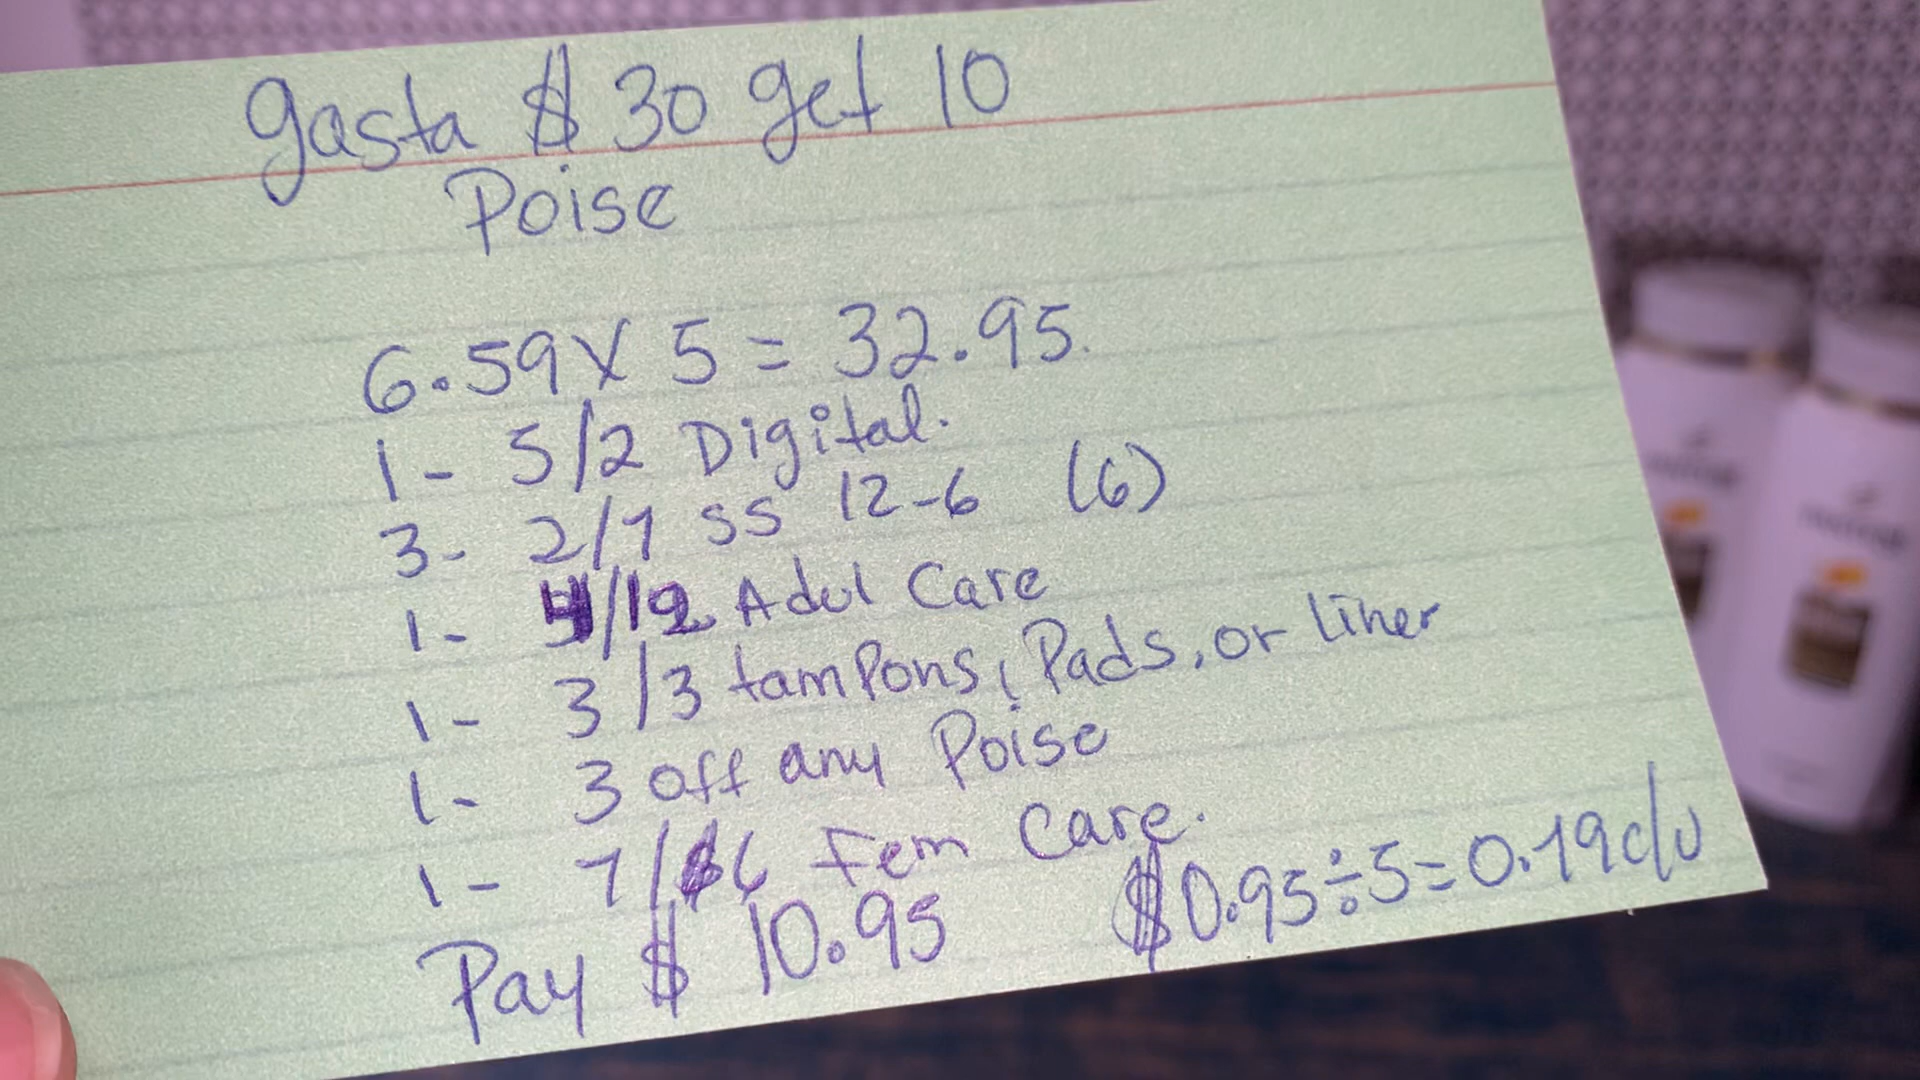 gasta $ 30 get 10
Poise
6.59 X 5 = 32.95.
1- 5/2 Digital.
3- 2/1 SS 12-6 (6)
1- 4/12 Adul Care
1- 3/3 tamPons, Pads, or liner
1- 3 off any Poise
1- 7/6 Fem Care.
Pay $ 10.95
$0.95÷5=0.19c/u